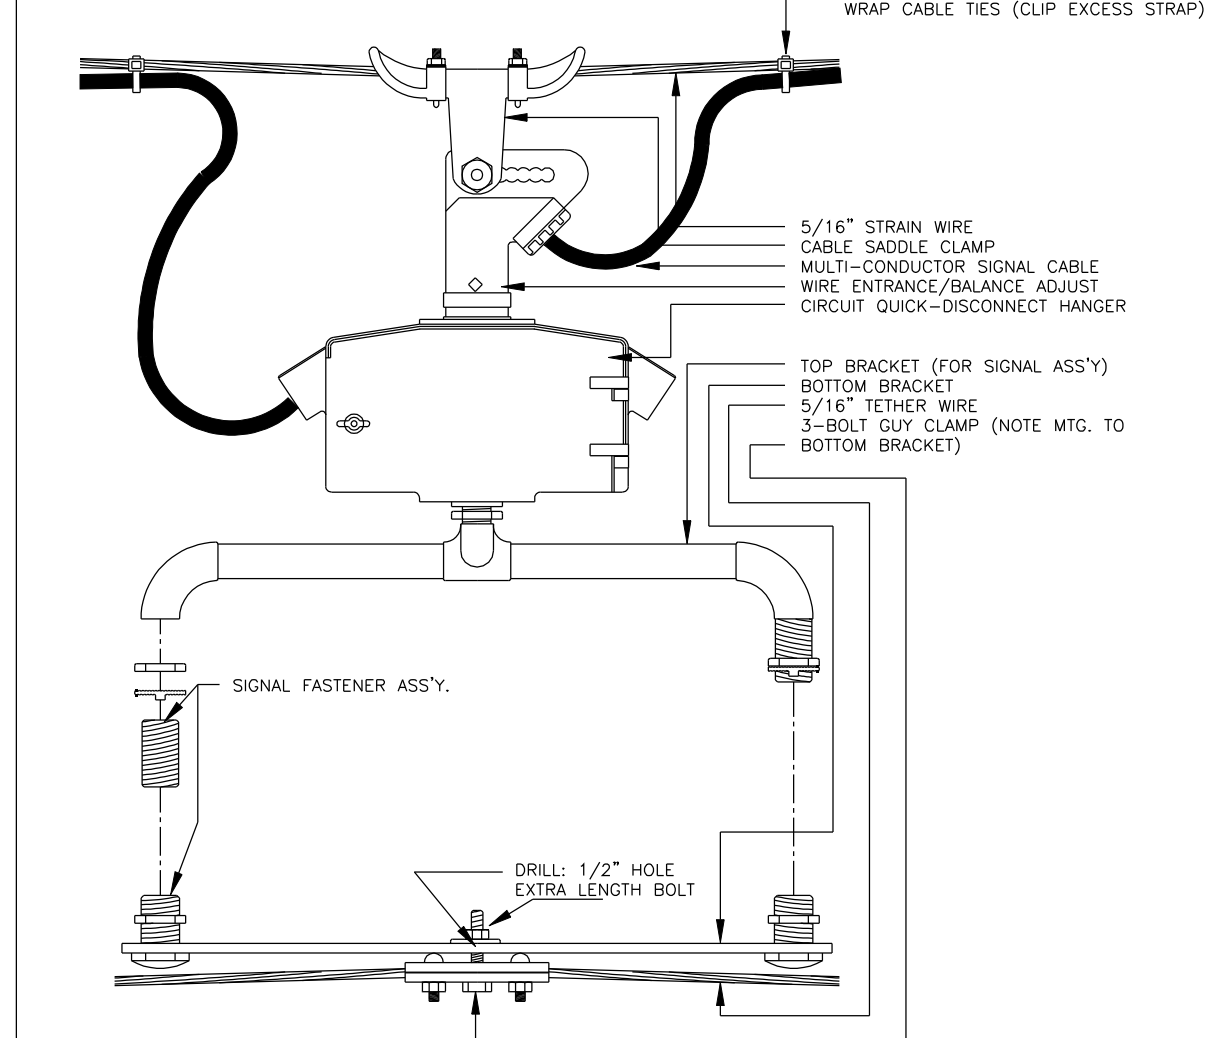 WRAP CABLE TIES (CLIP EXCESS STRAP)
5/16" STRAIN WIRE
CABLE SADDLE CLAMP
MULTI-CONDUCTOR SIGNAL CABLE
WIRE ENTRANCE/BALANCE ADJUST
CIRCUIT QUICK-DISCONNECT HANGER
TOP BRACKET (FOR SIGNAL ASS'Y)
BOTTOM BRACKET
5/16" TETHER WIRE
3-BOLT GUY CLAMP (NOTE MTG. TO
BOTTOM BRACKET)
SIGNAL FASTENER ASS'Y.
DRILL: 1/2" HOLE
EXTRA LENGTH BOLT